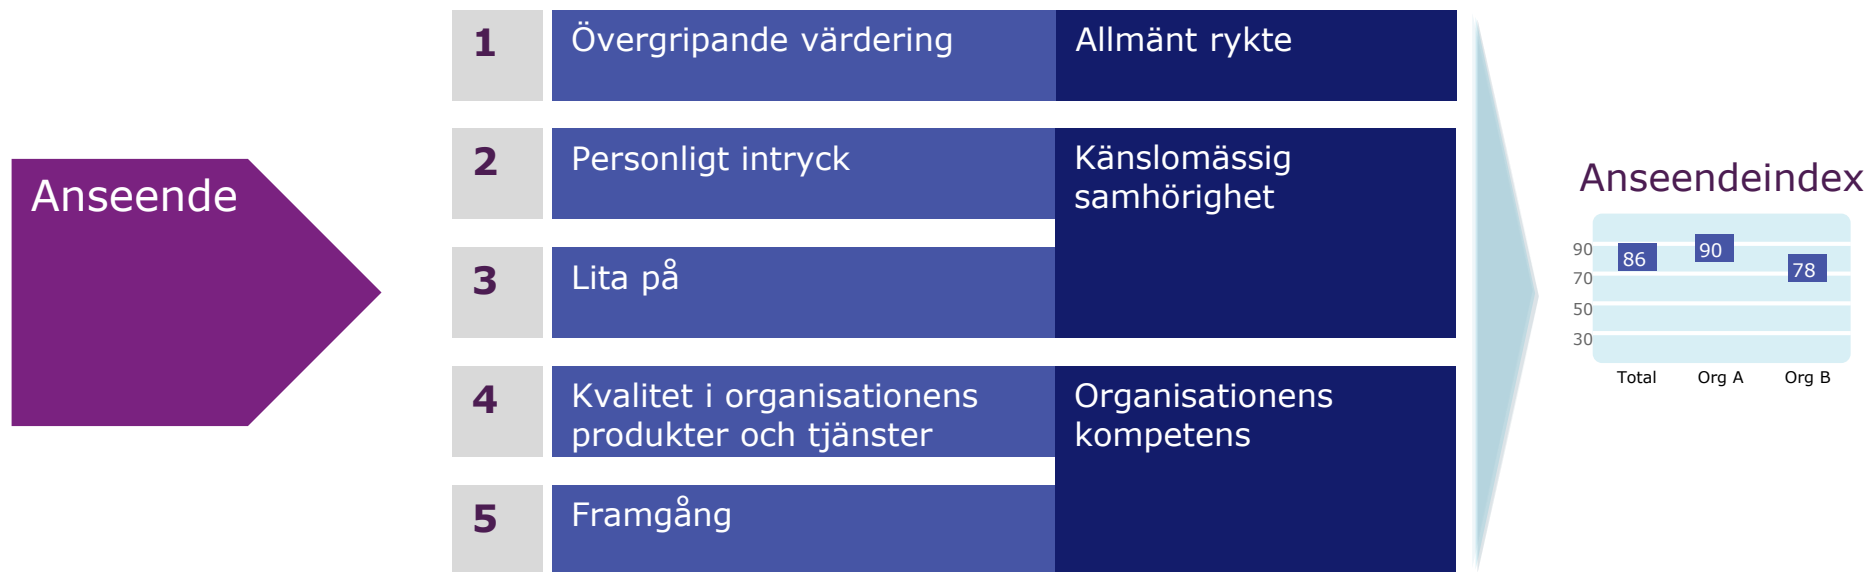 Anseende
1
Övergripande värdering
Allmänt rykte
2
Personligt intryck
Känslomässig
samhörighet
3
Lita på
4
Kvalitet i organisationens
produkter och tjänster
Organisationens
kompetens
5
Framgång
Anseendeindex
90
70
50
30
86
90
78
Total
Org A
Org B